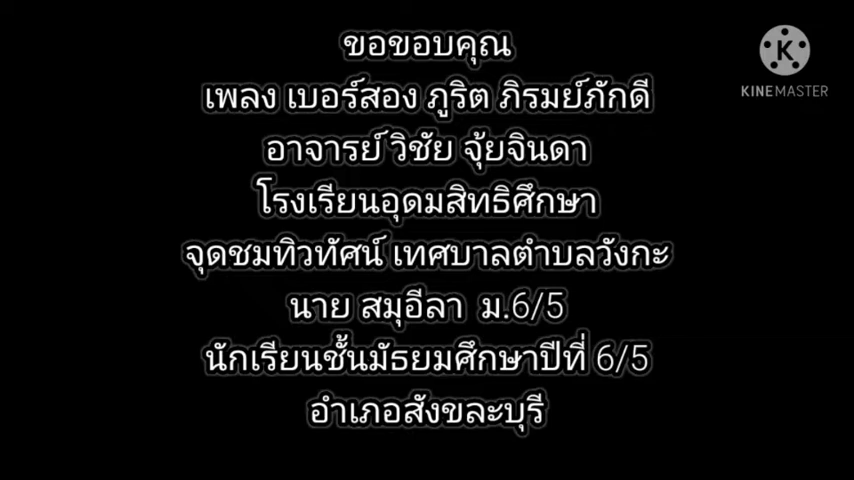 ขอขอบคุณ
เพลง เบอร์สอง ภูริต ภิรมย์ภักดี
อาจารย์ วิชัย จุ้ยจินดา
โรงเรียนอุดมสิทธิศึกษา
จุดชมทิวทัศน์ เทศบาลตำบลวังกะ
นาย สมุอีลา ม.6/5
นักเรียนชั้นมัธยมศึกษาปีที่ 6/5
อำเภอสังขละบุรี
K
KINEMASTER